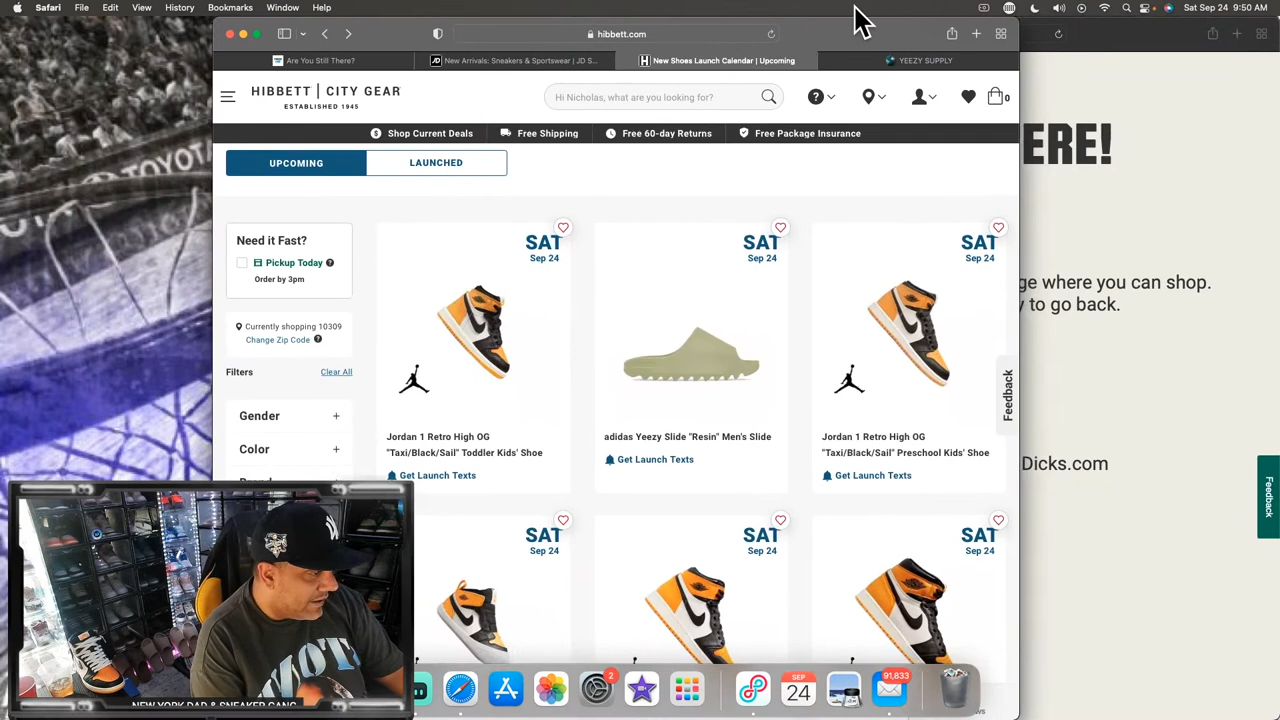 Safari File Edit View History Bookmarks Window Help
Sat Sep 24 9:50 AM
hibbett.com
Are You Still There?
New Arrivals: Sneakers & Sportswear | JD S...
New Shoes Launch Calendar | Upcoming
YEEZY SUPPLY
HIBBETT | CITY GEAR
ESTABLISHED 1945
Hi Nicholas, what are you looking for?
0
Shop Current Deals
Free Shipping
Free 60-day Returns
Free Package Insurance
UPCOMING
LAUNCHED
ERE!
ge where you can shop.
y to go back.
Dicks.com
Feedback
Need it Fast?
Pickup Today
Order by 3pm
Currently shopping 10309
Change Zip Code
Filters
Clear All
Gender +
Color +
SAT
Sep 24
Jordan 1 Retro High OG
"Taxi/Black/Sail" Toddler Kids' Shoe
Get Launch Texts
SAT
Sep 24
adidas Yeezy Slide "Resin" Men's Slide
Get Launch Texts
SAT
Sep 24
Jordan 1 Retro High OG
"Taxi/Black/Sail" Preschool Kids' Shoe
Get Launch Texts
Feedback
SAT
Sep 24
SAT
Sep 24
SAT
Sep 24
2
SEP
24
91,833
NEW YORK DAD & SNEAKER GANG